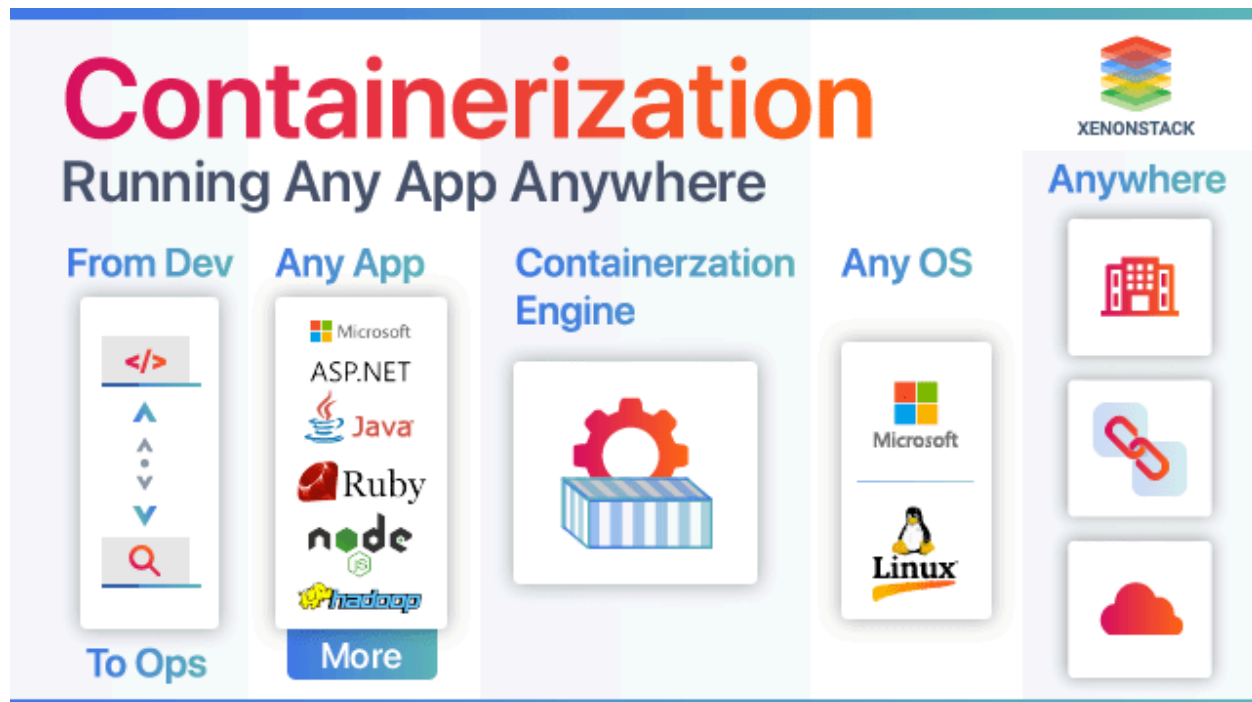 Containerization
Running Any App Anywhere
XENONSTACK
From Dev
</>
To Ops
Any App
Microsoft
ASP.NET
Java
Ruby
node
JS
hadoop
More
Containerzation
Engine
Any OS
Microsoft
Linux
Anywhere